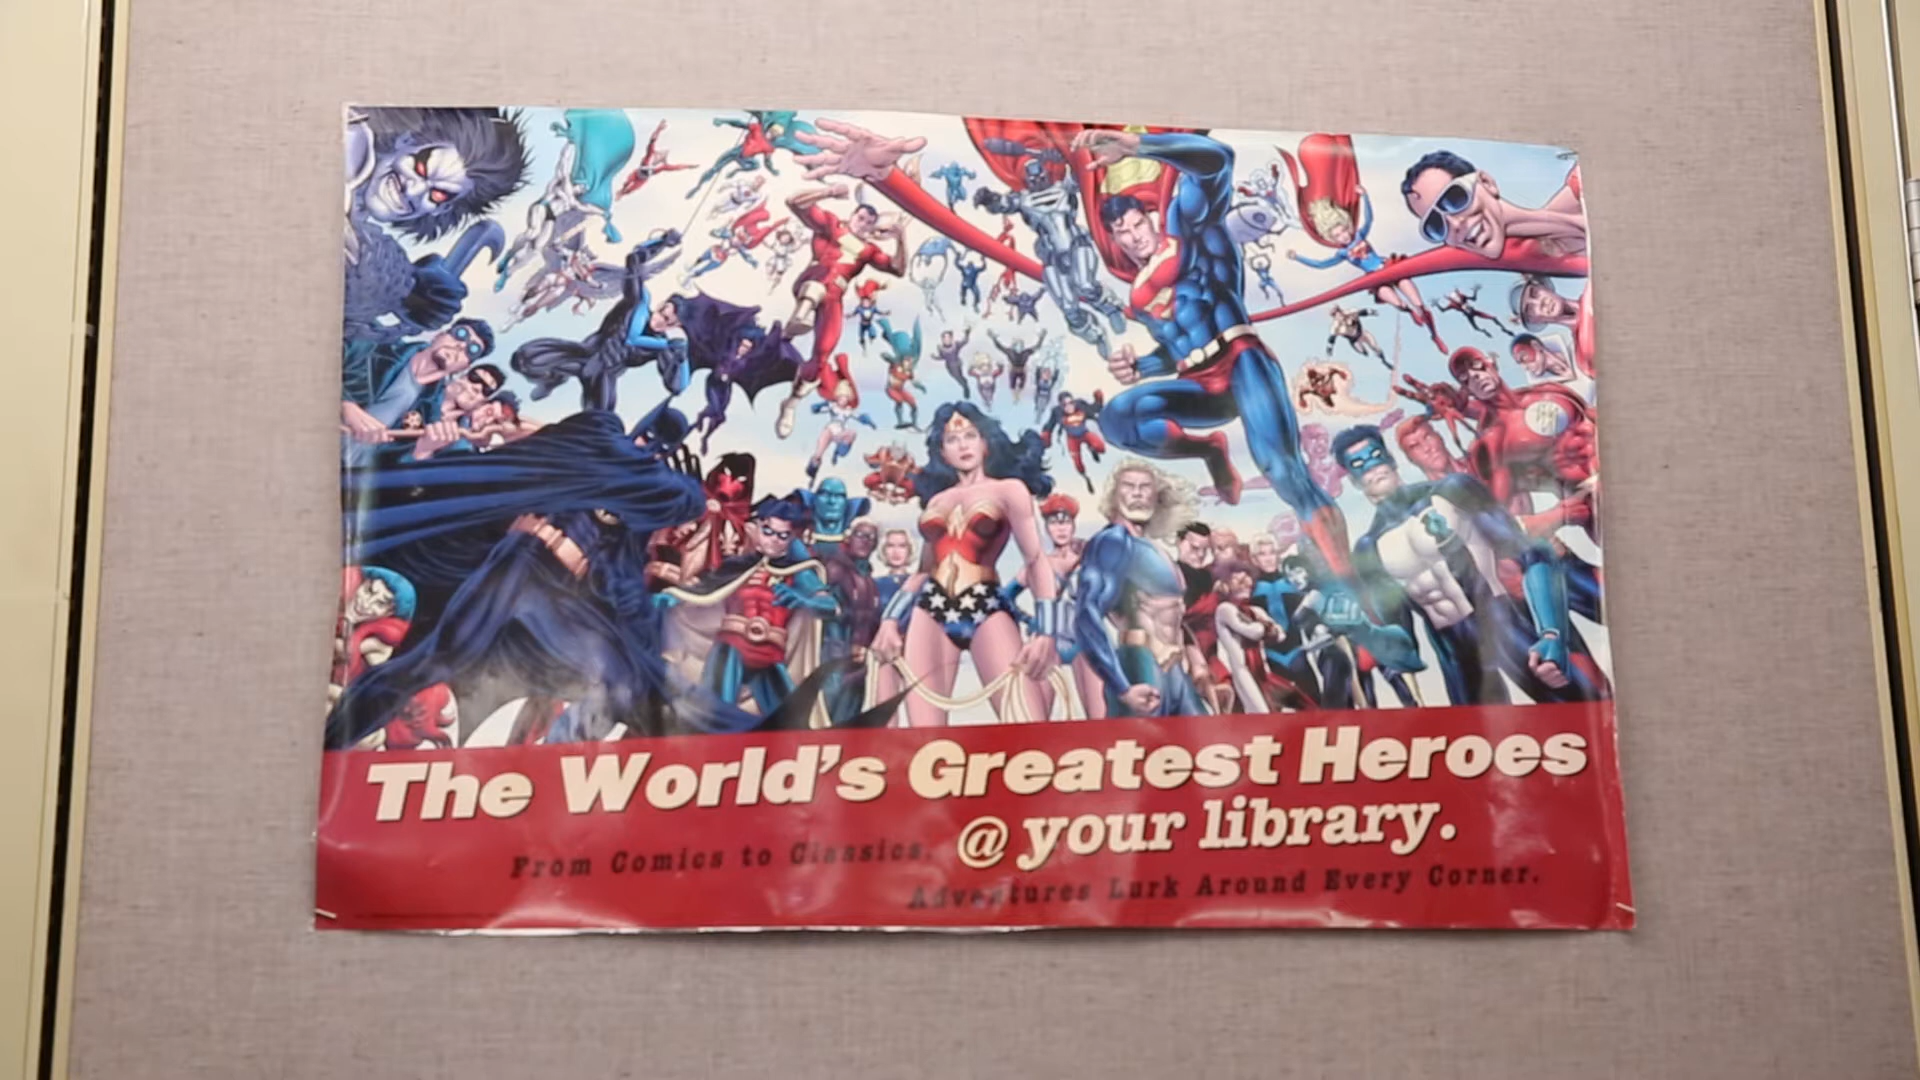 The World's Greatest Heroes
@ your library.
From Comics to Classics.
Adventures Lurk Around Every Corner.